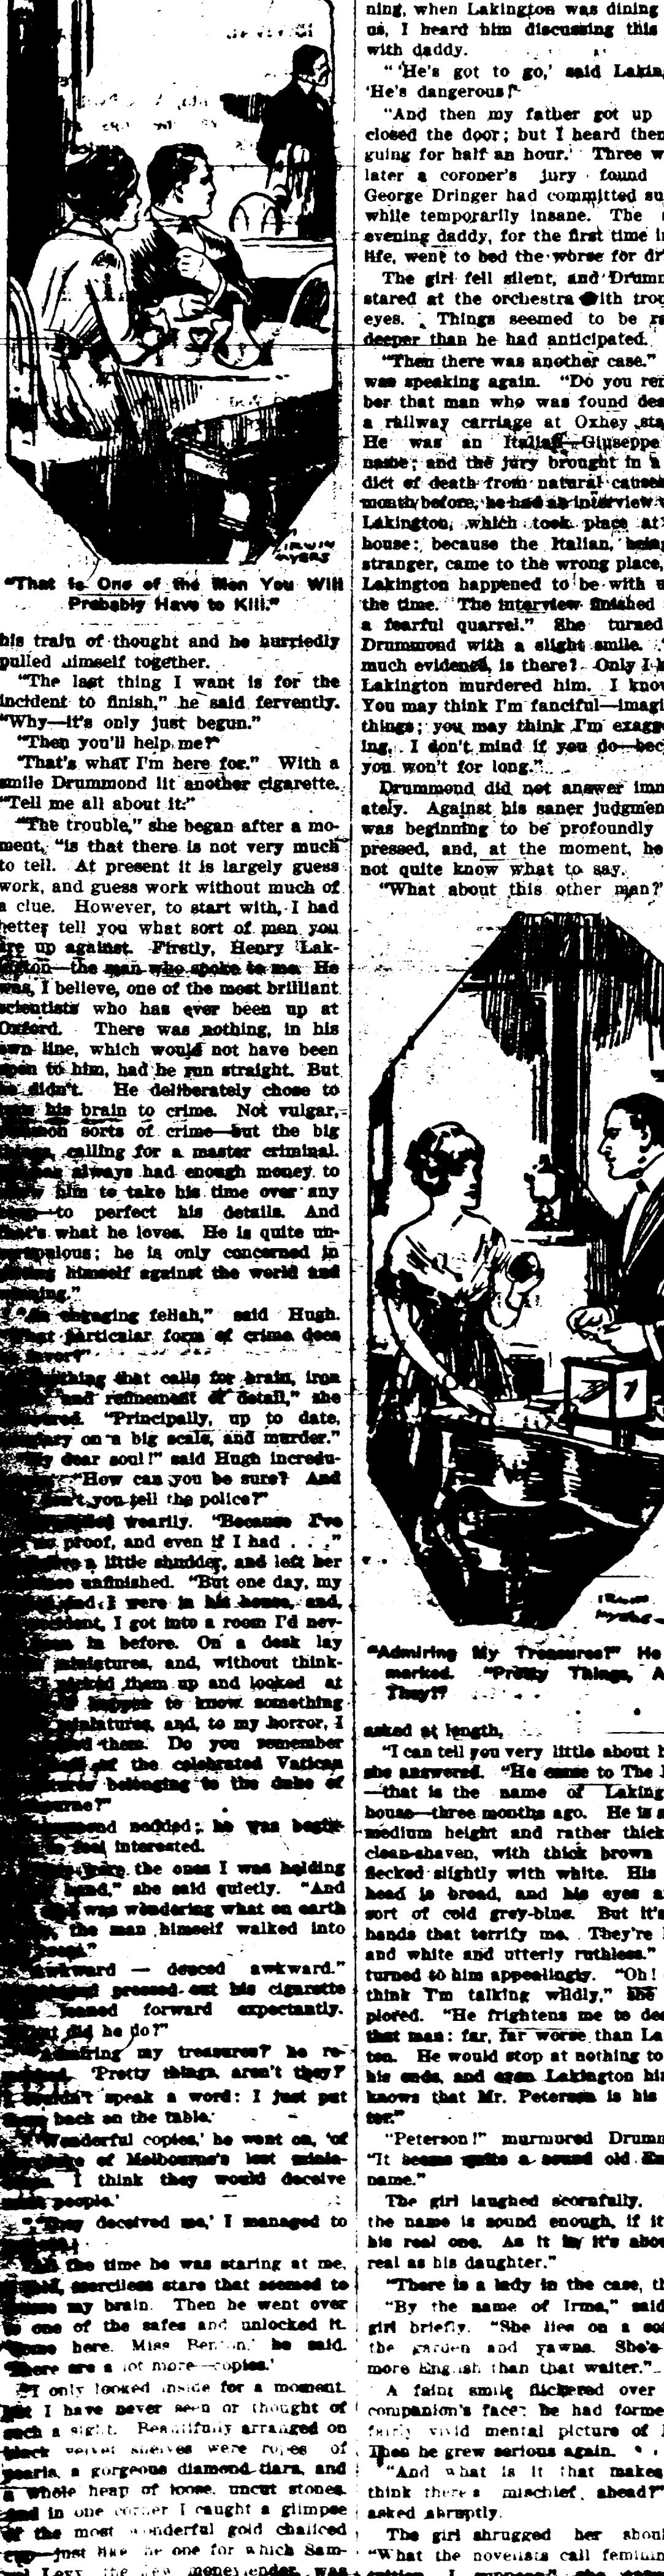 IRWIN
MYERS
"That Is One of the Men You Will
Probably Have to Kill."
his train of thought and he hurriedly
pulled himself together.
"The last thing I want is for the
incident to finish," he said fervently.
"Why—it's only just begun."
"Then you'll help me?"
"That's what I'm here for." With a
smile Drummond lit another cigarette.
"Tell me all about it."
"The trouble," she began after a mo-
ment, "is that there is not very much
to tell. At present it is largely guess
work, and guess work without much of
a clue. However, to start with, I had
better tell you what sort of men you
are up against. Firstly, Henry Lak-
ington—the man who spoke to me. He
was, I believe, one of the most brilliant
scientists who has ever been up at
Oxford. There was nothing, in his
own line, which would not have been
open to him, had he run straight. But
he didn't. He deliberately chose to
his brain to crime. Not vulgar,
sorts of crime—but the big
calling for a master criminal.
always had enough money to
him to take his time over any
—to perfect his details. And
that's what he loves. He is quite un-
he is only concerned in
himself against the world and
engaging fellah," said Hugh.
particular form of crime does
that calls for brain, iron
and refinement of detail," she
"Principally, up to date,
on a big scale, and murder."
dear soul!" said Hugh incredu-
"How can you be sure? And
you tell the police?"
wearily. "Because I've
proof, and even if I had . . ."
a little shudder, and left her
unfinished. "But one day, my
and I were in his house, and,
I got into a room I'd nev-
in before. On a desk lay
miniatures, and, without think-
picked them up and looked at
to know something
miniatures, and, to my horror, I
them. Do you remember
of the celebrated Vatican
belonging to the duke of
nodded; he was begin-
interested.
the ones I was holding
hand," she said quietly. "And
was wondering what on earth
the man himself walked into
awkward — deuced awkward."
pressed out his cigarette
leaned forward expectantly.
did he do?"
'Admiring my treasures?' he re-
'Pretty things, aren't they?'
couldn't speak a word: I just put
back on the table.
'Wonderful copies,' he went on, 'of
of Melbourne's lost minia-
I think they would deceive
people.'
'They deceived me,' I managed to
the time he was staring at me,
merciless stare that seemed to
my brain. Then he went over
to one of the safes and unlocked it.
here, Miss Benton,' he said.
'There are a lot more—copies.'
"I only looked inside for a moment,
but I have never seen or thought of
such a sight. Beautifully arranged on
black velvet shelves were ropes of
pearls, a gorgeous diamond tiara, and
a whole heap of loose, uncut stones.
And in one corner I caught a glimpse
of the most wonderful gold chaliced
cup—just like the one for which Sam-
Levy, the Jew moneylender, was
ning, when Lakington was dining
us, I heard him discussing this
with daddy.
"'He's got to go,' said Laking
'He's dangerous!'
"And then my father got up
closed the door; but I heard them
guing for half an hour. Three w
later a coroner's jury found
George Dringer had committed su
while temporarily insane. The
evening daddy, for the first time in
life, went to bed the worse for dr
The girl fell silent, and Drumm
stared at the orchestra with trou
eyes. Things seemed to be ra
deeper than he had anticipated.
"Then there was another case."
was speaking again. "Do you rem
ber that man who was found dea
a railway carriage at Oxhey sta
He was an Italian—Giuseppe
name; and the jury brought in a
dict of death from natural causes
month before, he had an interview w
Lakington, which took place at
house: because the Italian, being
stranger, came to the wrong place,
Lakington happened to be with u
the time. The interview finished
a fearful quarrel." She turned
Drummond with a slight smile.
much evidence, is there? Only I k
Lakington murdered him. I know
You may think I'm fanciful—imagi
things; you may think I'm exagge
ing. I don't mind if you do—bec
you won't for long."
Drummond did not answer imm
ately. Against his saner judgmen
was beginning to be profoundly
pressed, and, at the moment, he
not quite know what to say.
"What about this other man?"
IRWIN
MYERS
"Admiring My Treasures?" He
marked. "Pretty Things, A
They?"
asked at length.
"I can tell you very little about h
she answered. "He came to The
—that is the name of Laking
house—three months ago. He is
medium height and rather thick
clean-shaven, with thick brown
flecked slightly with white. His
head is broad, and his eyes a
sort of cold grey-blue. But it's
hands that terrify me. They're
and white and utterly ruthless."
turned to him appealingly. "Oh!
think I'm talking wildly," she
plored. "He frightens me to dea
that man: far, far worse than La
ton. He would stop at nothing to
his ends, and even Lakington him
knows that Mr. Peterson is his
ter."
"Peterson!" murmured Drumm
"It seems quite a sound old En
name."
The girl laughed scornfully.
the name is sound enough, if it
his real one. As it is, it's abou
real as his daughter."
"There is a lady in the case, th
"By the name of Irma," said
girl briefly. "She lies on a so
the garden and yawns. She's
more English than that waiter."
A faint smile flickered over
companion's face: he had forme
fairly vivid mental picture of
Then he grew serious again.
"And what is it that makes
think there's mischief ahead?"
asked abruptly.
The girl shrugged her shoul
"What the novelists call feminin